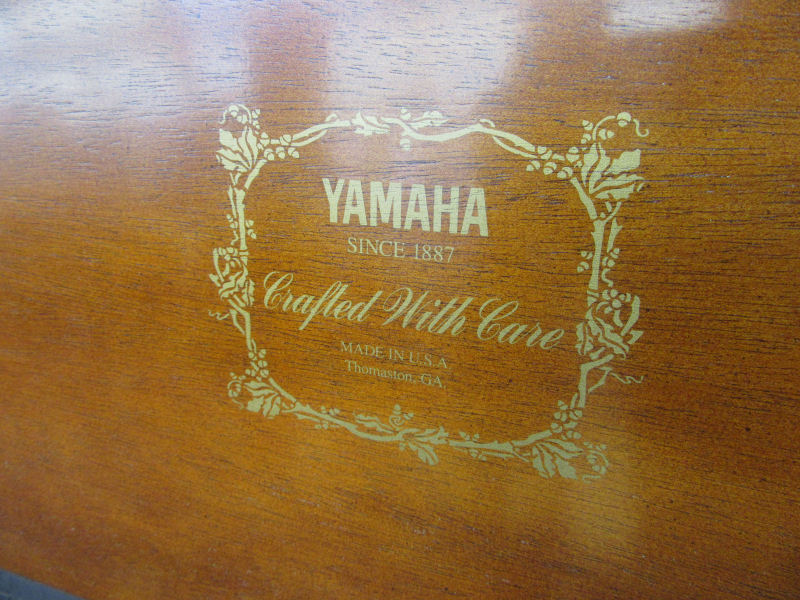 YAMAHA
SINCE 1887
Crafted With Care
MADE IN U.S.A.
Thomaston, GA.